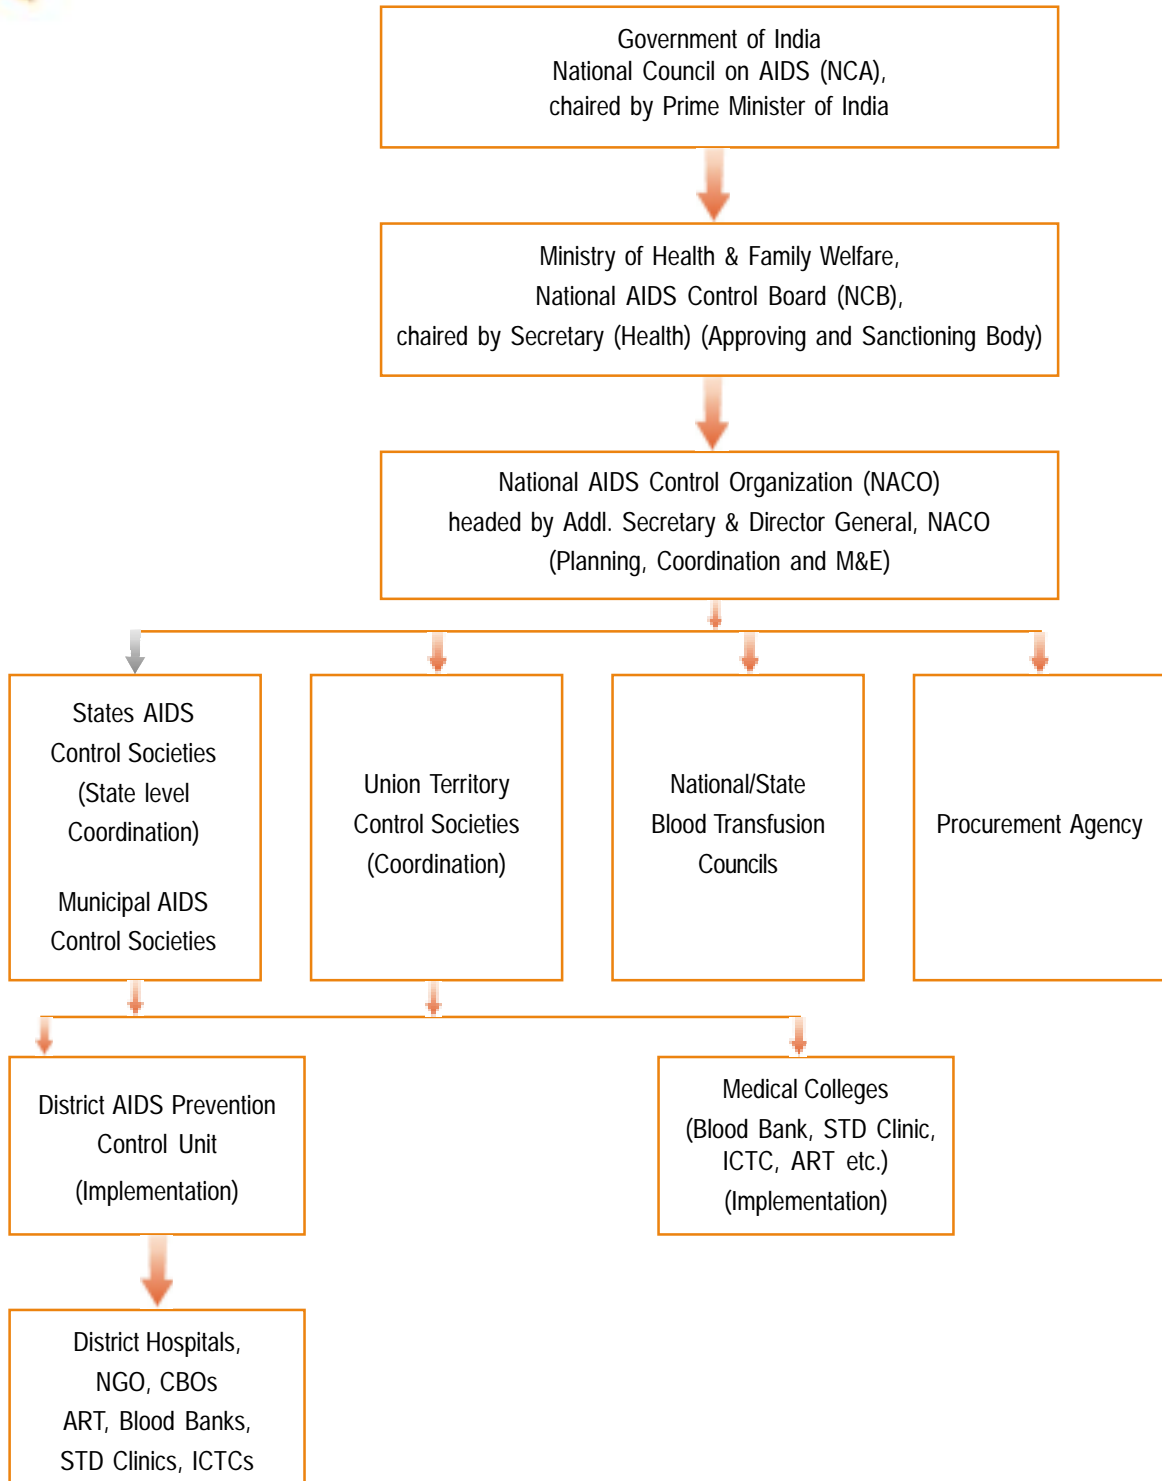 Government of India
National Council on AIDS (NCA),
chaired by Prime Minister of India
Ministry of Health & Family Welfare,
National AIDS Control Board (NCB),
chaired by Secretary (Health) (Approving and Sanctioning Body)
National AIDS Control Organization (NACO)
headed by Addl. Secretary & Director General, NACO
(Planning, Coordination and M&E)
States AIDS
Control Societies
(State level
Coordination)
Municipal AIDS
Control Societies
Union Territory
Control Societies
(Coordination)
National/State
Blood Transfusion
Councils
Procurement Agency
District AIDS Prevention
Control Unit
(Implementation)
Medical Colleges
(Blood Bank, STD Clinic,
ICTC, ART etc.)
(Implementation)
District Hospitals,
NGO, CBOs
ART, Blood Banks,
STD Clinics, ICTCs